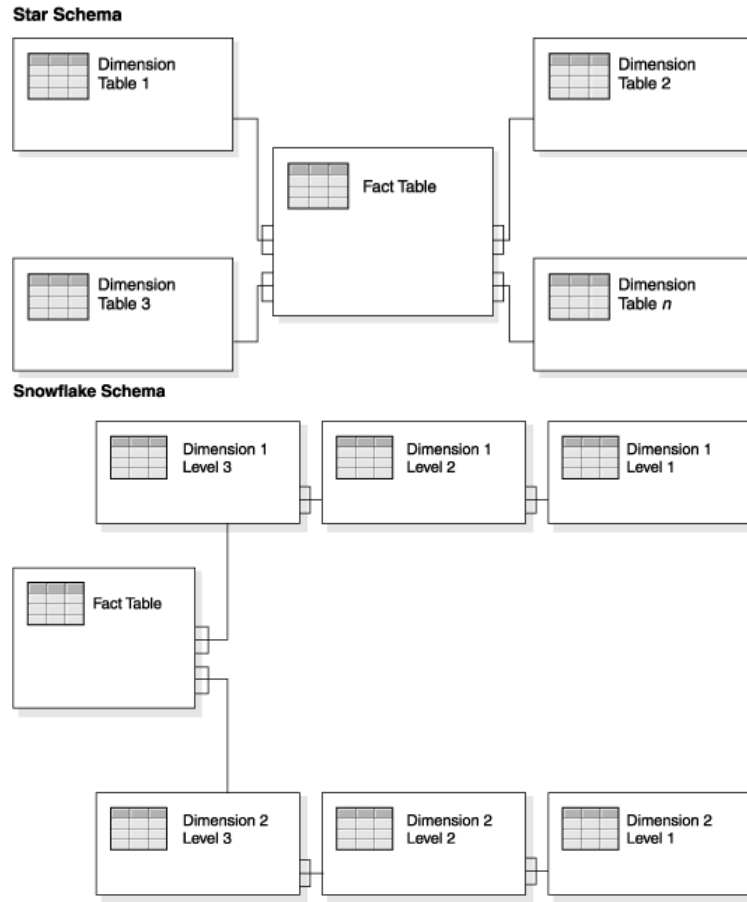 Star Schema
Dimension
Table 1
Dimension
Table 2
Fact Table
Dimension
Table 3
Dimension
Table n
Snowflake Schema
Dimension 1
Level 3
Dimension 1
Level 2
Dimension 1
Level 1
Fact Table
Dimension 2
Level 3
Dimension 2
Level 2
Dimension 2
Level 1